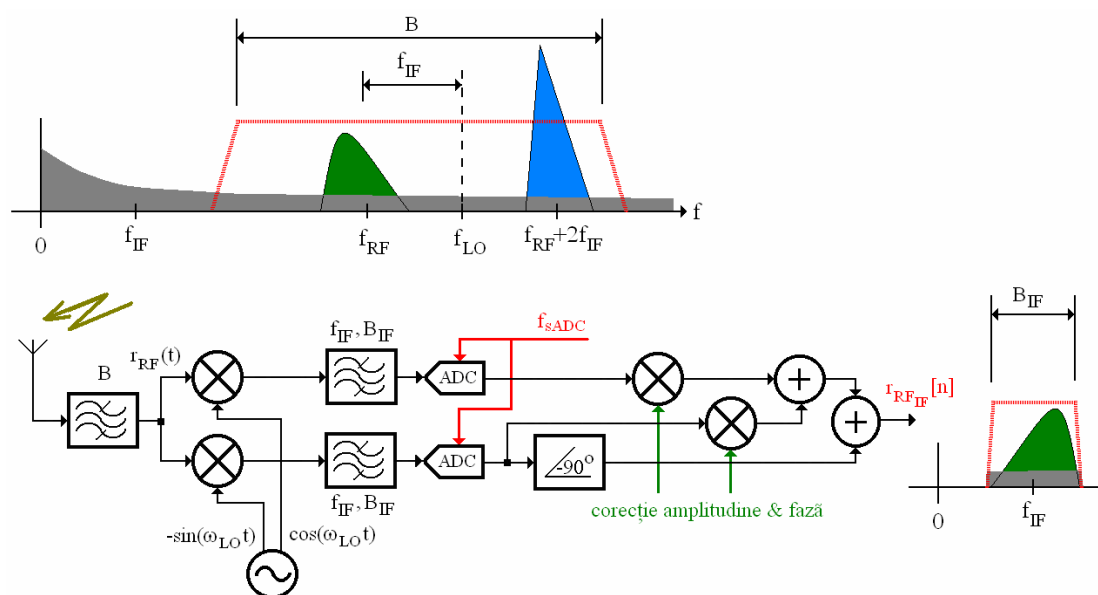 B
f_IF
f
0
f_IF
f_RF
f_LO
f_RF+2f_IF
B_IF
f_sADC
r_RF(t)
B
f_IF, B_IF
ADC
ADC
f_IF, B_IF
-90°
r_RF_IF[n]
corecție amplitudine & fază
-sin(ω_LO t)
cos(ω_LO t)
0
f_IF